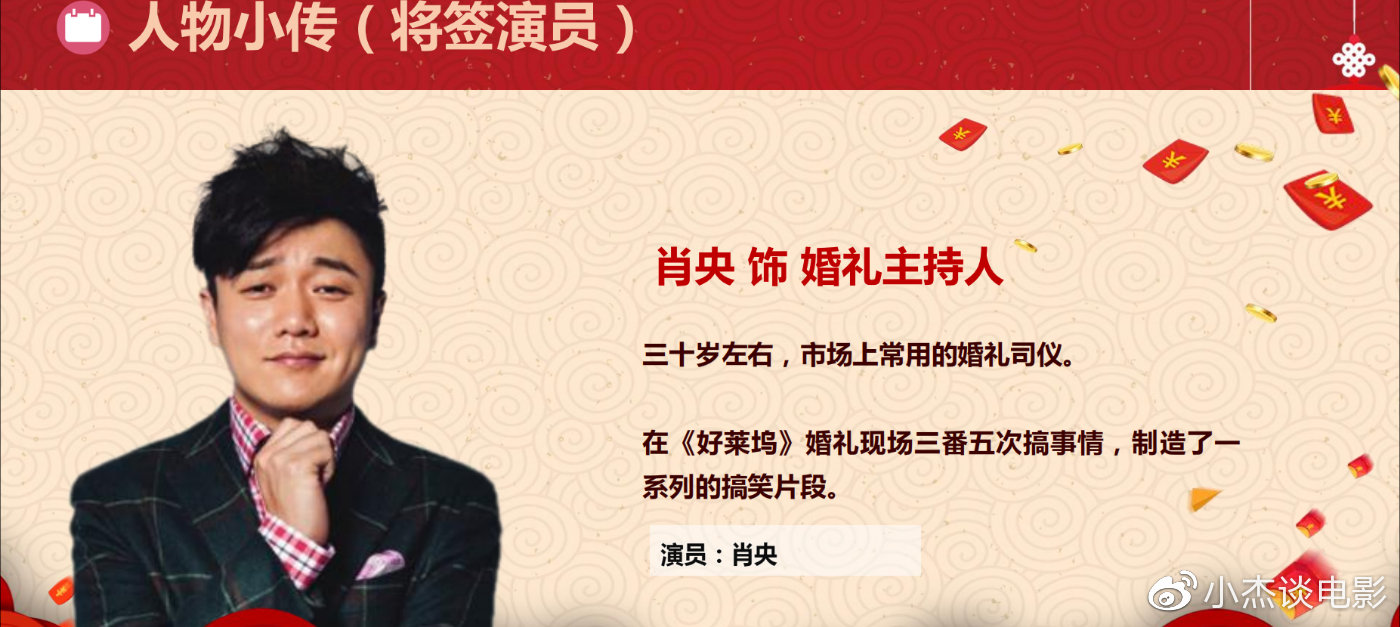 人物小传（将签演员）
肖央 饰 婚礼主持人
三十岁左右，市场上常用的婚礼司仪。
在《好莱坞》婚礼现场三番五次搞事情，制造了一
系列的搞笑片段。
演员：肖央
小杰谈电影